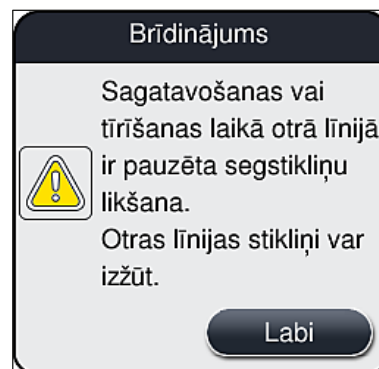 Brīdinājums
Sagatavošanas vai
tīrīšanas laikā otrā līnijā
ir pauzēta segstikliņu
likšana.
Otras līnijas stikliņi var
izžūt.
Labi